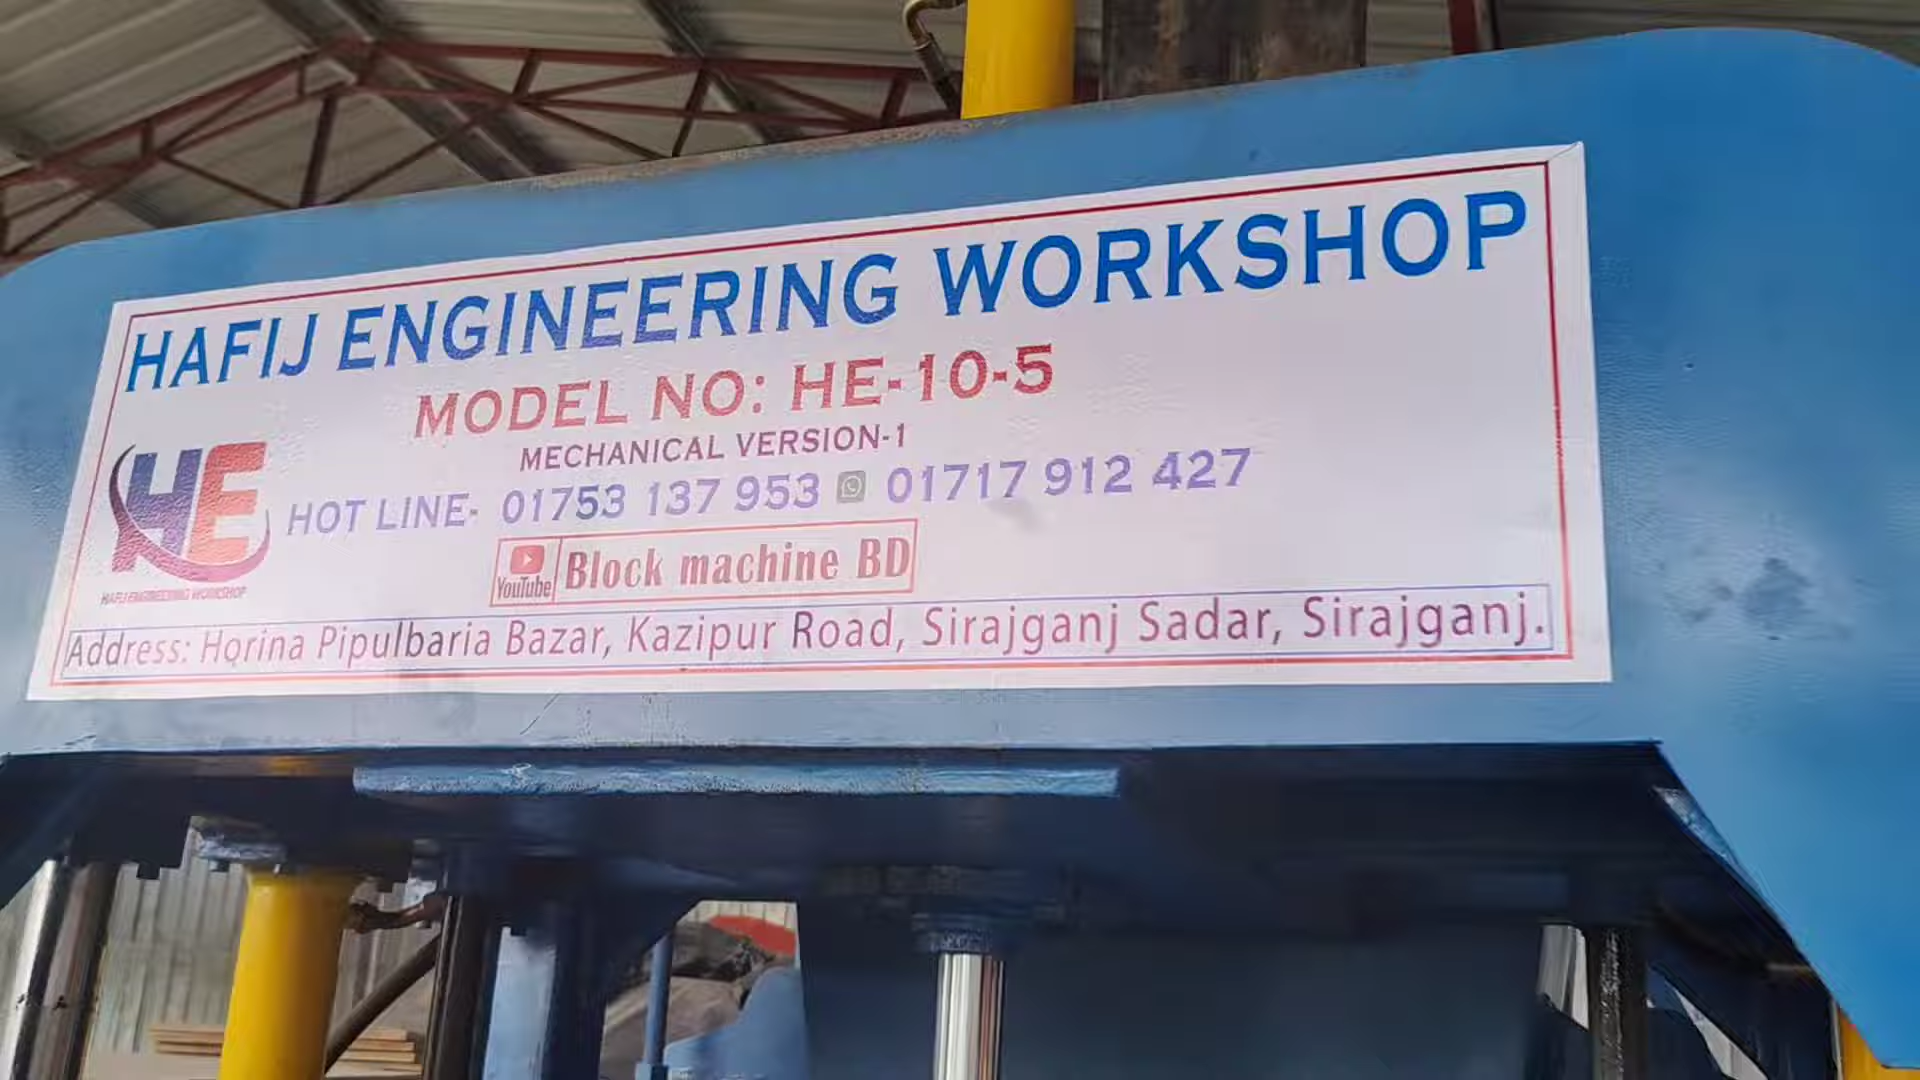 HAFIJ ENGINEERING WORKSHOP
MODEL NO: HE-10-5
MECHANICAL VERSION-1
HE
HOT LINE- 01753 137 953 01717 912 427
HAFIJ ENGINEERING WORKSHOP
YouTube Block machine BD
Address: Horina Pipulbaria Bazar, Kazipur Road, Sirajganj Sadar, Sirajganj.